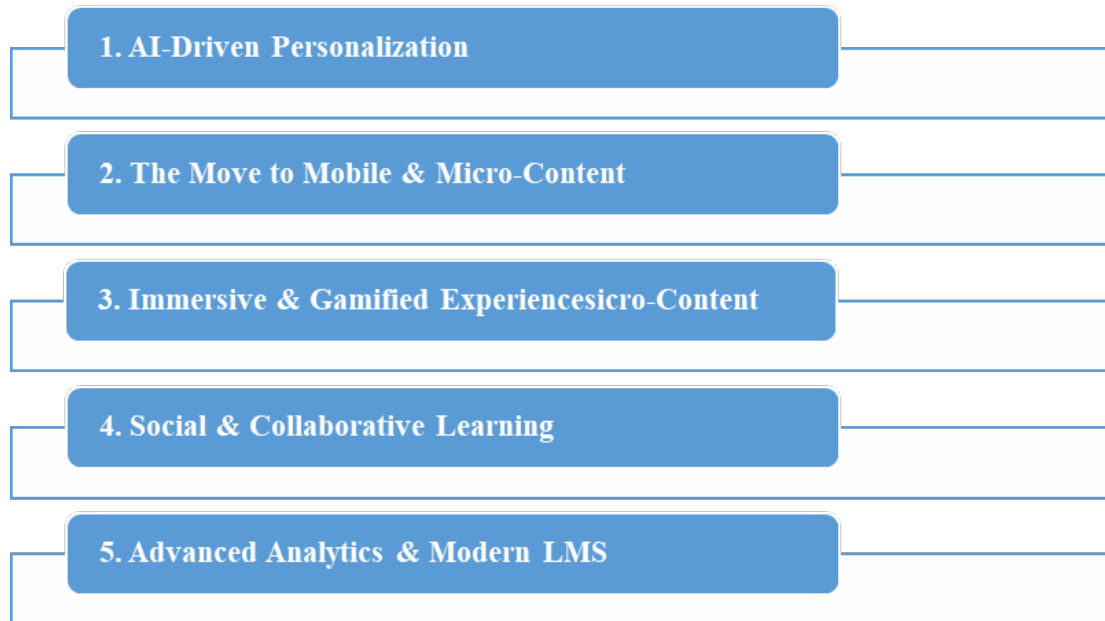 1. AI-Driven Personalization
2. The Move to Mobile & Micro-Content
3. Immersive & Gamified Experiencesicro-Content
4. Social & Collaborative Learning
5. Advanced Analytics & Modern LMS